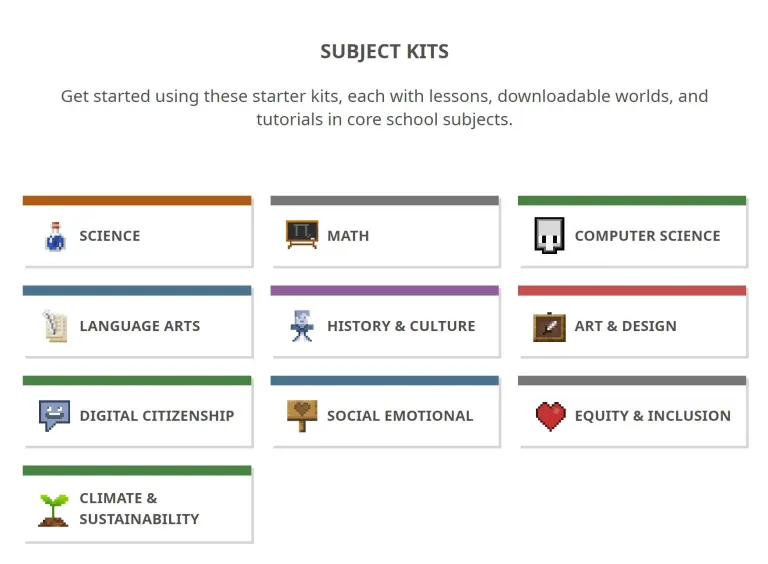 SUBJECT KITS
Get started using these starter kits, each with lessons, downloadable worlds, and
tutorials in core school subjects.
SCIENCE
MATH
COMPUTER SCIENCE
LANGUAGE ARTS
HISTORY & CULTURE
ART & DESIGN
DIGITAL CITIZENSHIP
SOCIAL EMOTIONAL
EQUITY & INCLUSION
CLIMATE &
SUSTAINABILITY